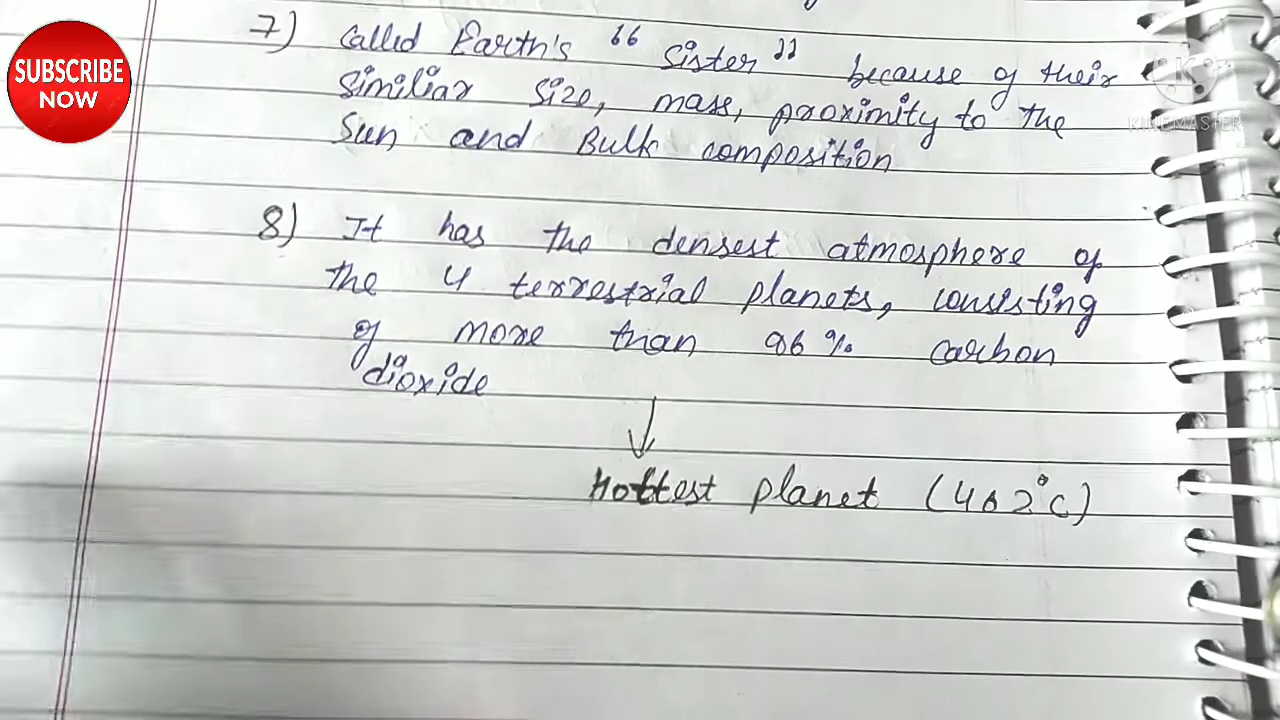 SUBSCRIBE
NOW
KINEMASTER
7) Called Earth's "Sister" because of their
similiar size, mass, proximity to the
Sun and Bulk composition
8) It has the densest atmosphere of
the 4 terrestrial planets, consisting
of more than 96% carbon
dioxide
Hottest planet (462°C)